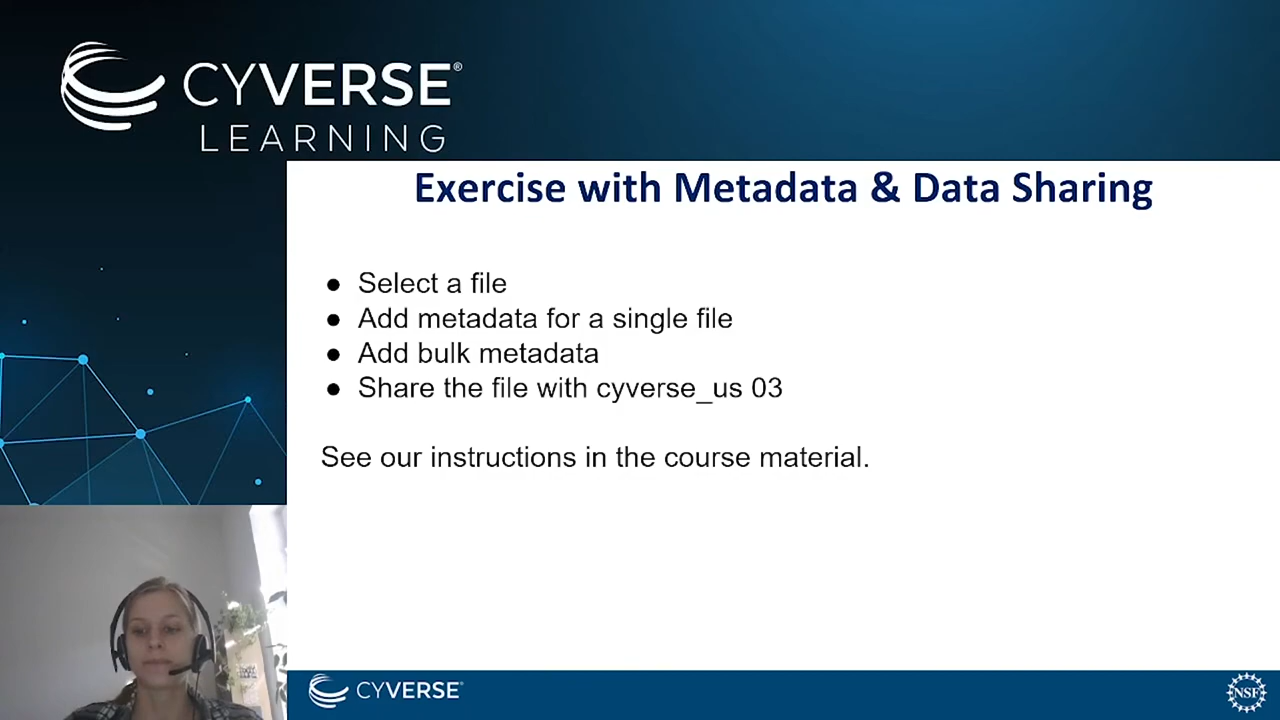 CYVERSE®
LEARNING
Exercise with Metadata & Data Sharing
● Select a file
● Add metadata for a single file
● Add bulk metadata
● Share the file with cyverse_us 03
See our instructions in the course material.
CYVERSE®
NSF